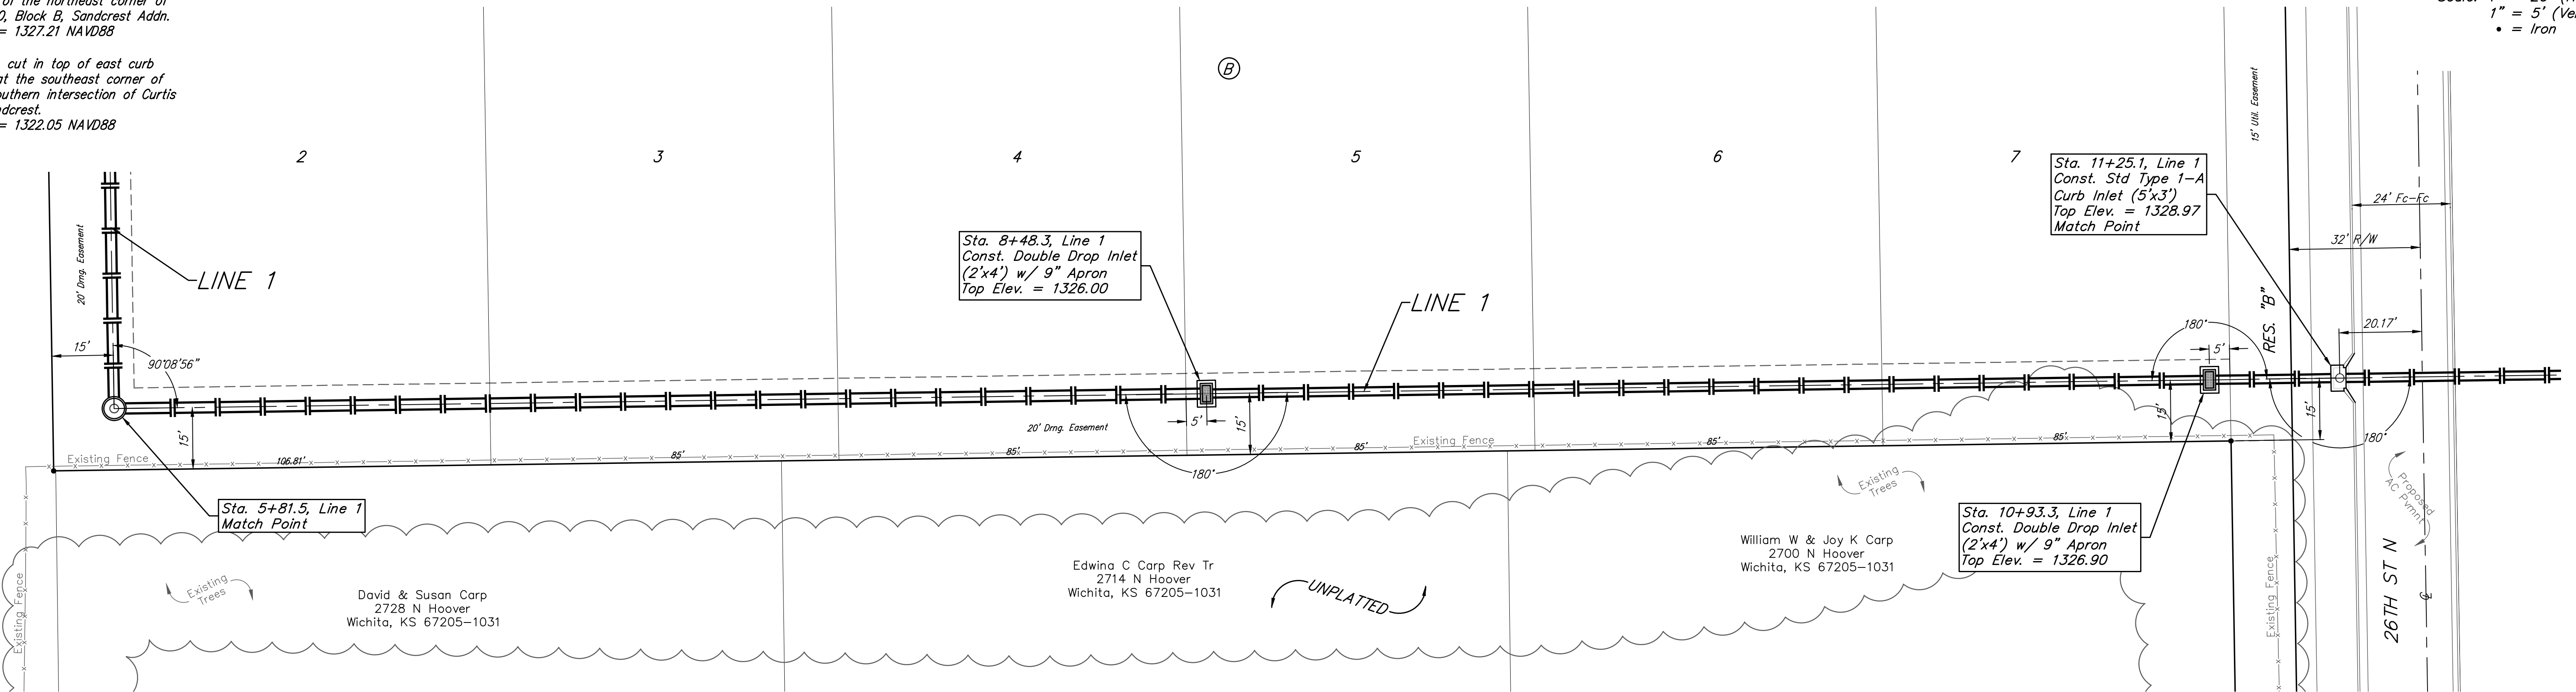 of the northeast corner of
, Block B, Sandcrest Addn.
= 1327.21 NAVD88
cut in top of east curb
at the southeast corner of
intersection of Curtis
= 1322.05 NAVD88
1" = 5'
• = Iron
B
2
3
4
5
6
7
15' Util. Easement
Sta. 11+25.1, Line 1
Const. Std Type 1-A
Curb Inlet (5'x3')
Top Elev. = 1328.97
Match Point
24' Fc-Fc
32' R/W
20' Drng. Easement
LINE 1
Sta. 8+48.3, Line 1
Const. Double Drop Inlet
(2'x4') w/ 9" Apron
Top Elev. = 1326.00
LINE 1
RES. "B"
20.17'
180°
5'
15'
90°08'56"
15'
5'
15'
20' Drng. Easement
15'
15'
180°
180°
Existing Fence
106.81'
85'
85'
85'
Existing Fence
85'
85'
Sta. 5+81.5, Line 1
Match Point
Existing
Trees
Proposed
AC Pvmnt
Sta. 10+93.3, Line 1
Const. Double Drop Inlet
(2'x4') w/ 9" Apron
Top Elev. = 1326.90
William W & Joy K Carp
2700 N Hoover
Wichita, KS 67205-1031
Edwina C Carp Rev Tr
2714 N Hoover
Wichita, KS 67205-1031
UNPLATTED
Existing
Trees
David & Susan Carp
2728 N Hoover
Wichita, KS 67205-1031
Existing Fence
Existing Fence
26TH ST N
℄